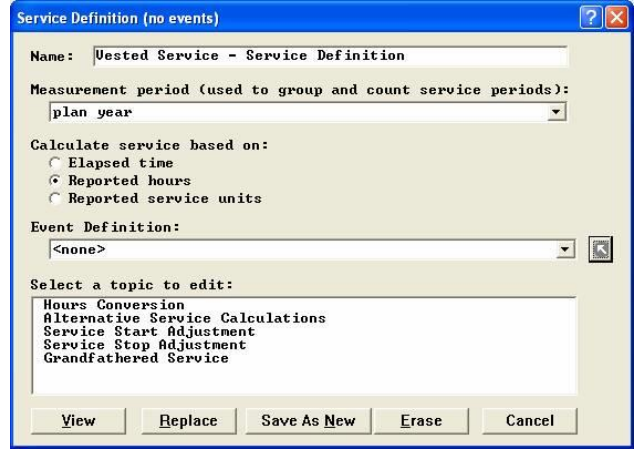 Service Definition (no events)
Name: Vested Service - Service Definition
Measurement period (used to group and count service periods):
plan year
Calculate service based on:
Elapsed time
Reported hours
Reported service units
Event Definition:
<none>
Select a topic to edit:
Hours Conversion
Alternative Service Calculations
Service Start Adjustment
Service Stop Adjustment
Grandfathered Service
View Replace Save As New Erase Cancel